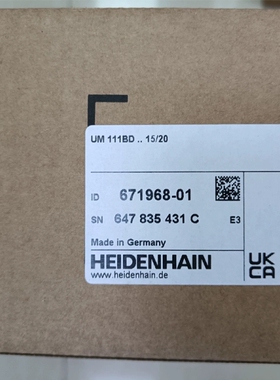 UM 111BD .. 15/20
ID 671968-01
SN 647 835 431 C E3
Made in Germany
HEIDENHAIN
www.heidenhain.de
UK
CA